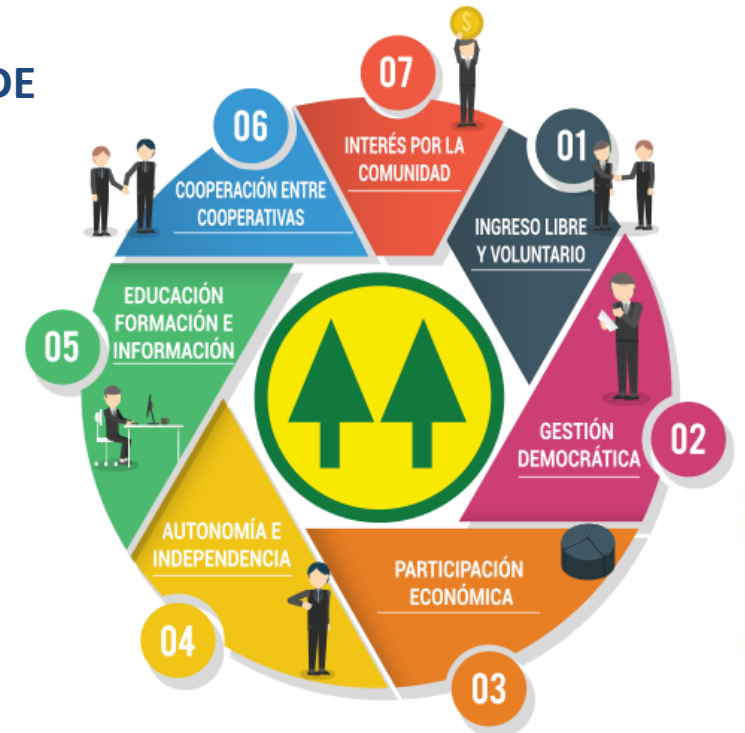 DE
07
INTERÉS POR LA
COMUNIDAD
01
INGRESO LIBRE
Y VOLUNTARIO
02
GESTIÓN
DEMOCRÁTICA
03
PARTICIPACIÓN
ECONÓMICA
04
AUTONOMÍA E
INDEPENDENCIA
05
EDUCACIÓN
FORMACIÓN E
INFORMACIÓN
06
COOPERACIÓN ENTRE
COOPERATIVAS
$